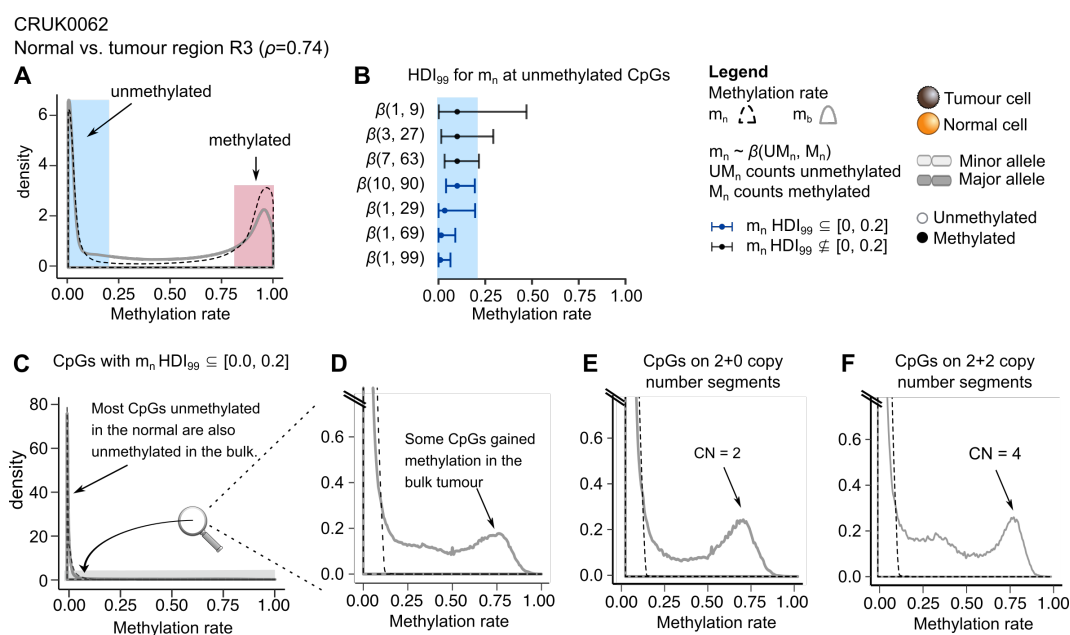 CRUK0062
Normal vs. tumour region R3 (ρ=0.74)
A
unmethylated
methylated
density
6
4
2
0
0.00 0.25 0.50 0.75 1.00
Methylation rate
B
HDI99 for mn at unmethylated CpGs
β(1, 9)
β(3, 27)
β(7, 63)
β(10, 90)
β(1, 29)
β(1, 69)
β(1, 99)
0.00 0.25 0.50 0.75 1.00
Methylation rate
Legend
Methylation rate
mn mb
mn ~ β(UMn, Mn)
UMn counts unmethylated
Mn counts methylated
mn HDI99 ⊆ [0, 0.2]
mn HDI99 ⊈ [0, 0.2]
Tumour cell
Normal cell
Minor allele
Major allele
Unmethylated
Methylated
C
CpGs with mn HDI99 ⊆ [0.0, 0.2]
Most CpGs unmethylated
in the normal are also
unmethylated in the bulk.
density
80
60
40
20
0
0.00 0.25 0.50 0.75 1.00
Methylation rate
D
Some CpGs gained
methylation in the
bulk tumour
0.6
0.4
0.2
0.0
0.00 0.25 0.50 0.75 1.00
Methylation rate
E
CpGs on 2+0 copy
number segments
CN = 2
0.6
0.4
0.2
0.0
0.00 0.25 0.50 0.75 1.00
Methylation rate
F
CpGs on 2+2 copy
number segments
CN = 4
0.6
0.4
0.2
0.0
0.00 0.25 0.50 0.75 1.00
Methylation rate